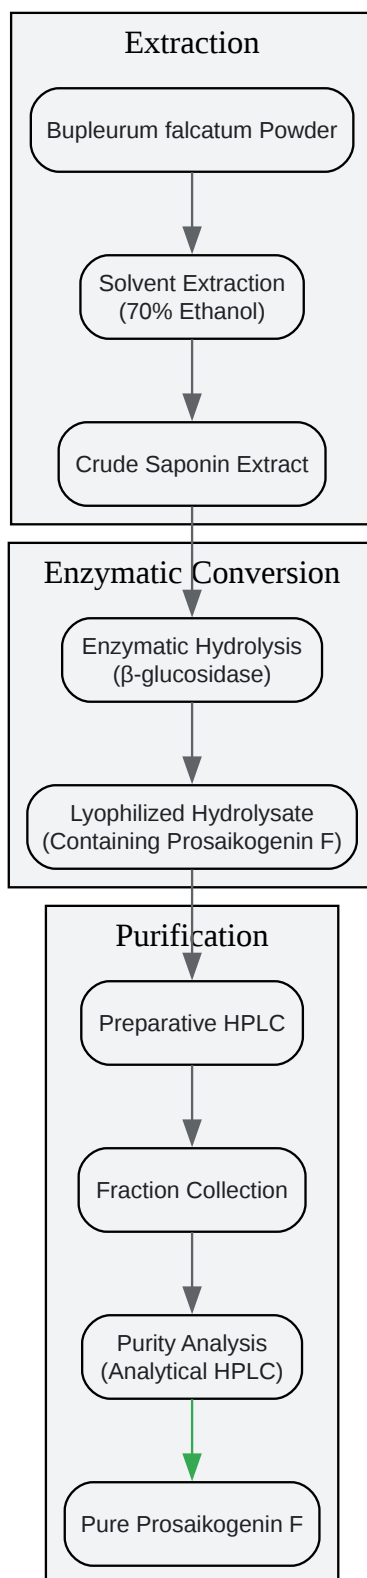 Extraction
Bupleurum falcatum Powder
Solvent Extraction
(70% Ethanol)
Crude Saponin Extract
Enzymatic Conversion
Enzymatic Hydrolysis
(β-glucosidase)
Lyophilized Hydrolysate
(Containing Prosaikogenin F)
Purification
Preparative HPLC
Fraction Collection
Purity Analysis
(Analytical HPLC)
Pure Prosaikogenin F